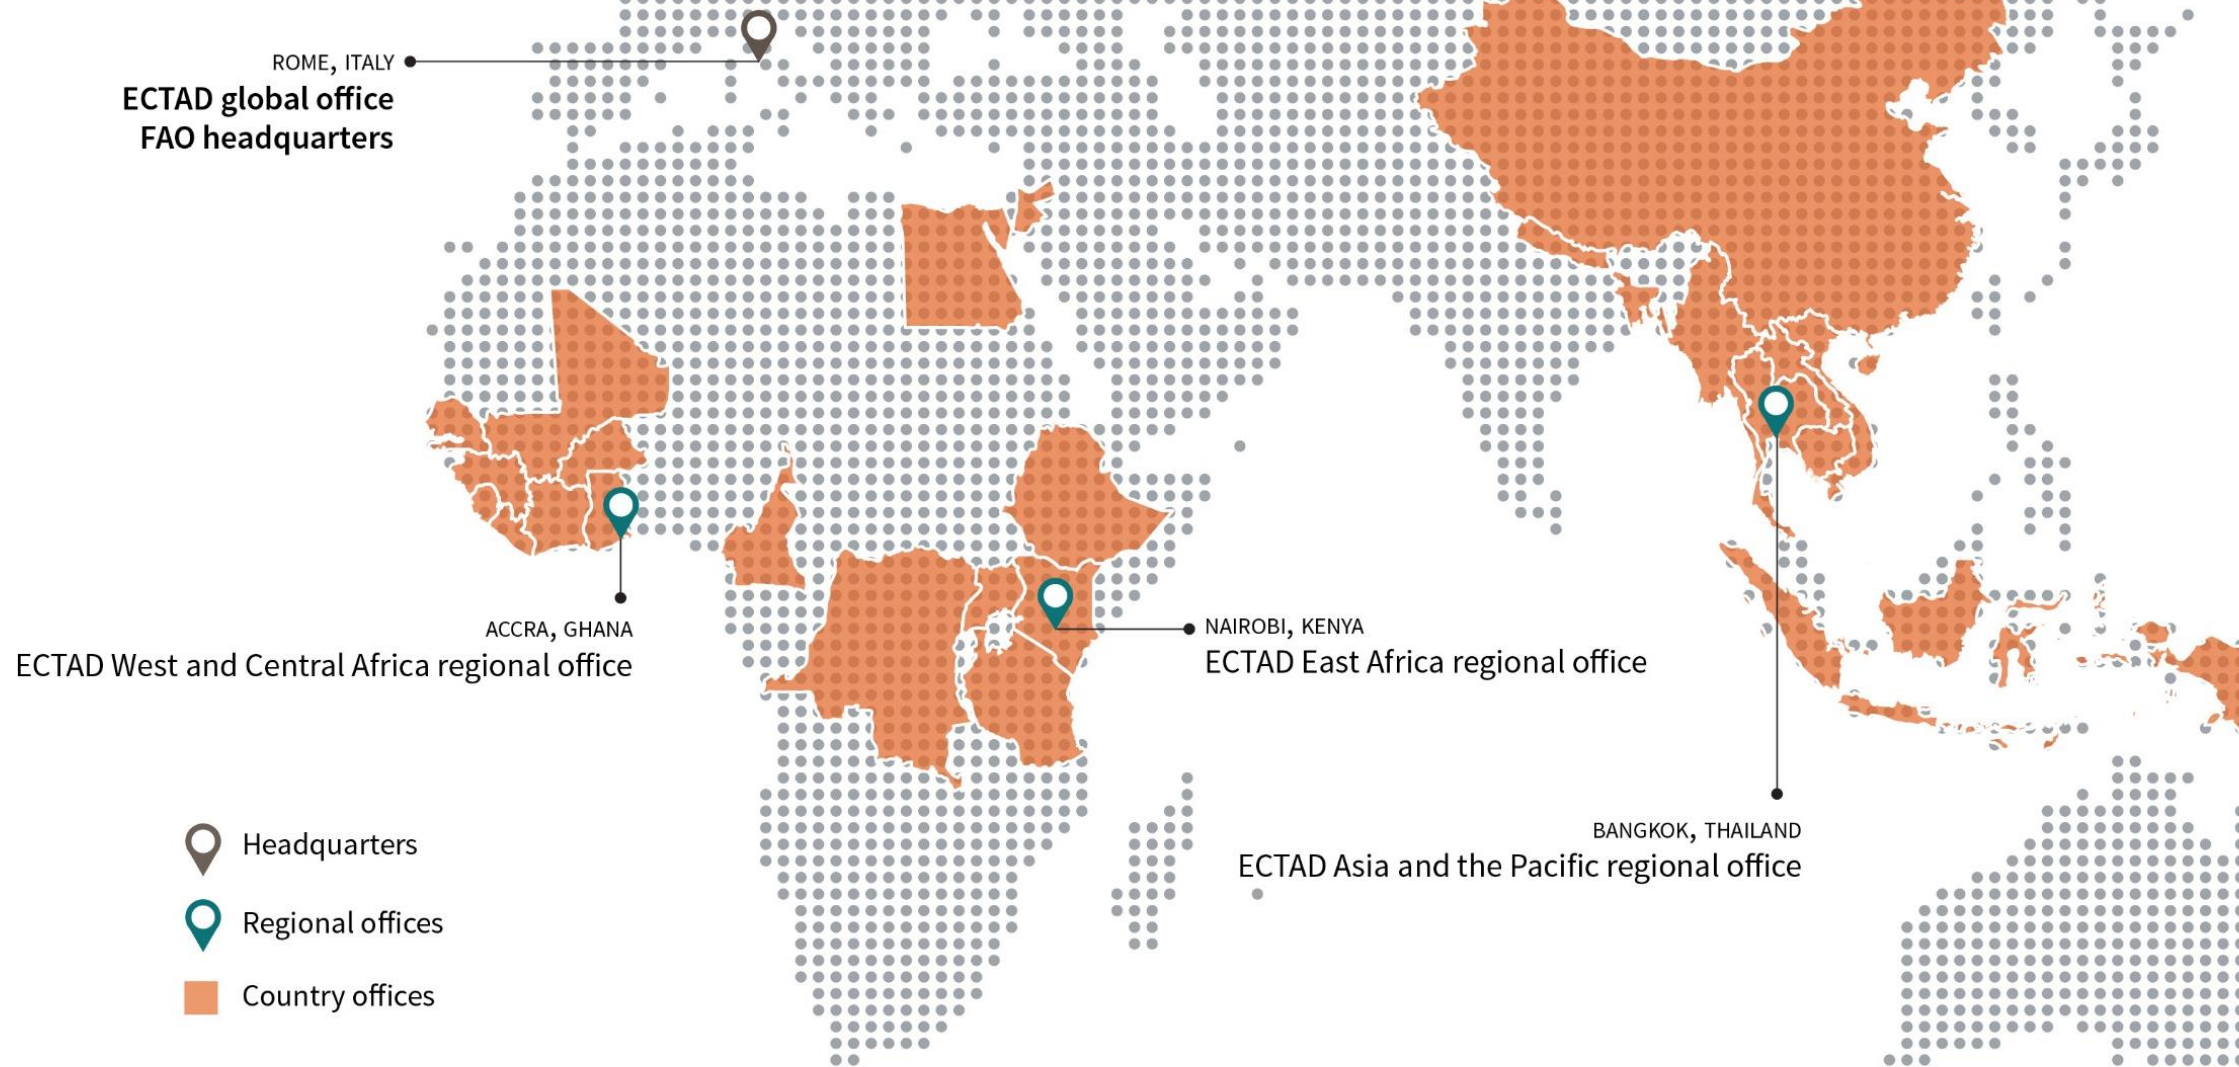 ROME, ITALY
ECTAD global office
FAO headquarters
ACCRA, GHANA
ECTAD West and Central Africa regional office
NAIROBI, KENYA
ECTAD East Africa regional office
BANGKOK, THAILAND
ECTAD Asia and the Pacific regional office
Headquarters
Regional offices
Country offices